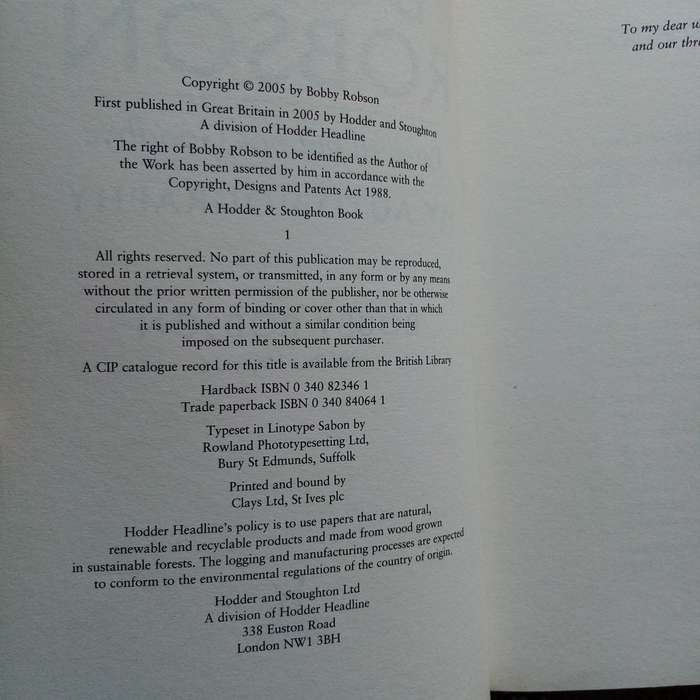 Copyright © 2005 by Bobby Robson
First published in Great Britain in 2005 by Hodder and Stoughton
A division of Hodder Headline
The right of Bobby Robson to be identified as the Author of
the Work has been asserted by him in accordance with the
Copyright, Designs and Patents Act 1988.
A Hodder & Stoughton Book
1
All rights reserved. No part of this publication may be reproduced,
stored in a retrieval system, or transmitted, in any form or by any means
without the prior written permission of the publisher, nor be otherwise
circulated in any form of binding or cover other than that in which
it is published and without a similar condition being
imposed on the subsequent purchaser.
A CIP catalogue record for this title is available from the British Library
Hardback ISBN 0 340 82346 1
Trade paperback ISBN 0 340 84064 1
Typeset in Linotype Sabon by
Rowland Phototypesetting Ltd,
Bury St Edmunds, Suffolk
Printed and bound by
Clays Ltd, St Ives plc
Hodder Headline's policy is to use papers that are natural,
renewable and recyclable products and made from wood grown
in sustainable forests. The logging and manufacturing processes are expected
to conform to the environmental regulations of the country of origin.
Hodder and Stoughton Ltd
A division of Hodder Headline
338 Euston Road
London NW1 3BH
To my dear
and our